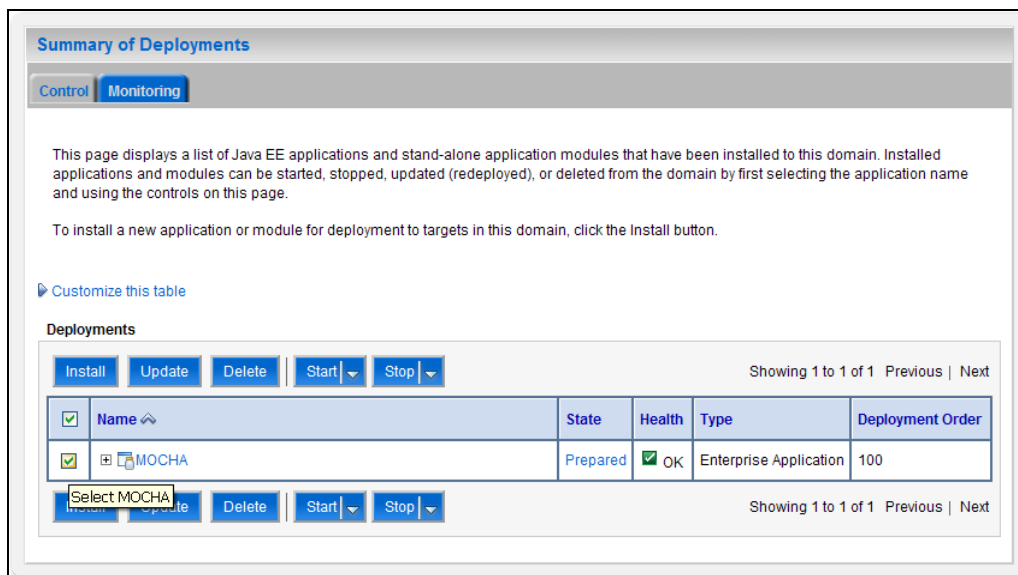 Summary of Deployments
Control Monitoring
This page displays a list of Java EE applications and stand-alone application modules that have been installed to this domain. Installed
applications and modules can be started, stopped, updated (redeployed), or deleted from the domain by first selecting the application name
and using the controls on this page.
To install a new application or module for deployment to targets in this domain, click the Install button.
Customize this table
Deployments
Install Update Delete Start Stop Showing 1 to 1 of 1 Previous | Next
Name State Health Type Deployment Order
MOCHA Prepared OK Enterprise Application 100
Select MOCHA
Install Update Delete Start Stop Showing 1 to 1 of 1 Previous | Next